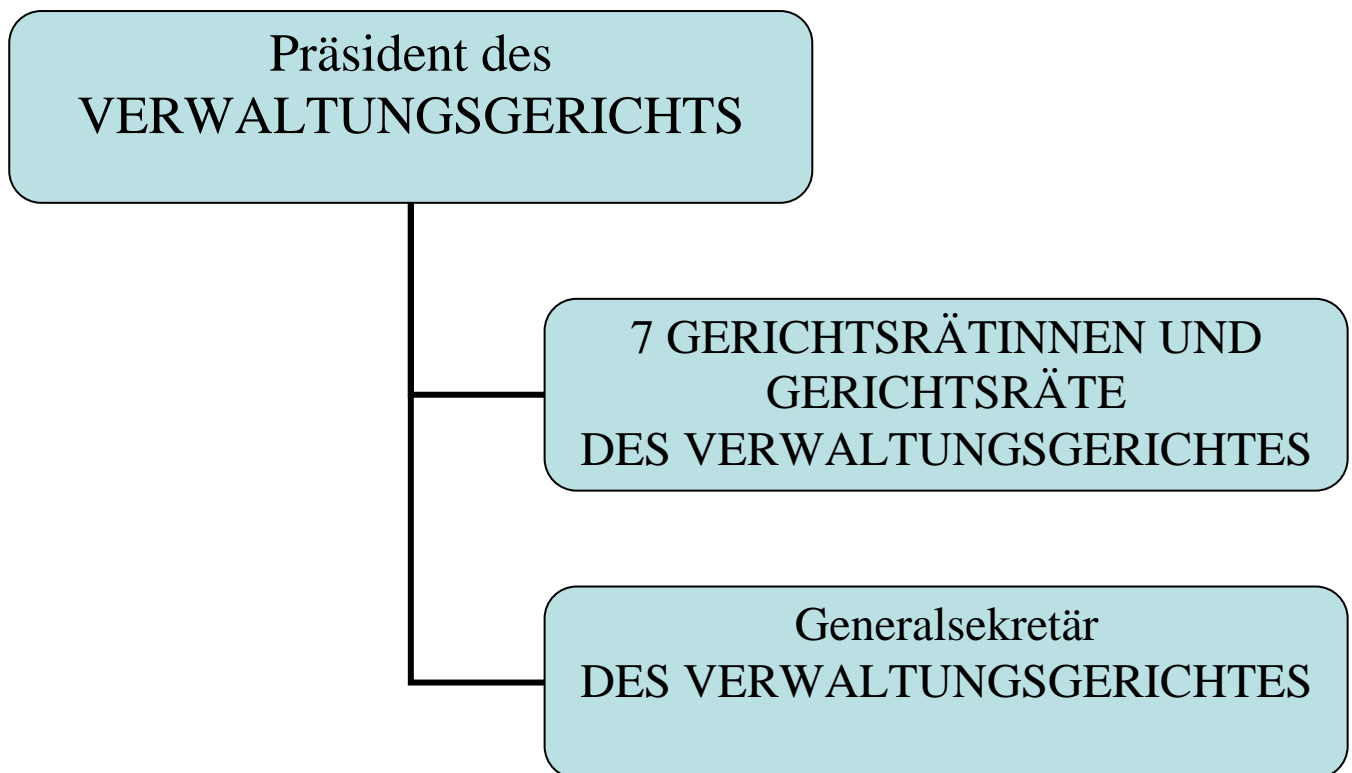 Präsident des
VERWALTUNGSGERICHTS
7 GERICHTSRÄTINNEN UND
GERICHTSRÄTE
DES VERWALTUNGSGERICHTES
Generalsekretär
DES VERWALTUNGSGERICHTES